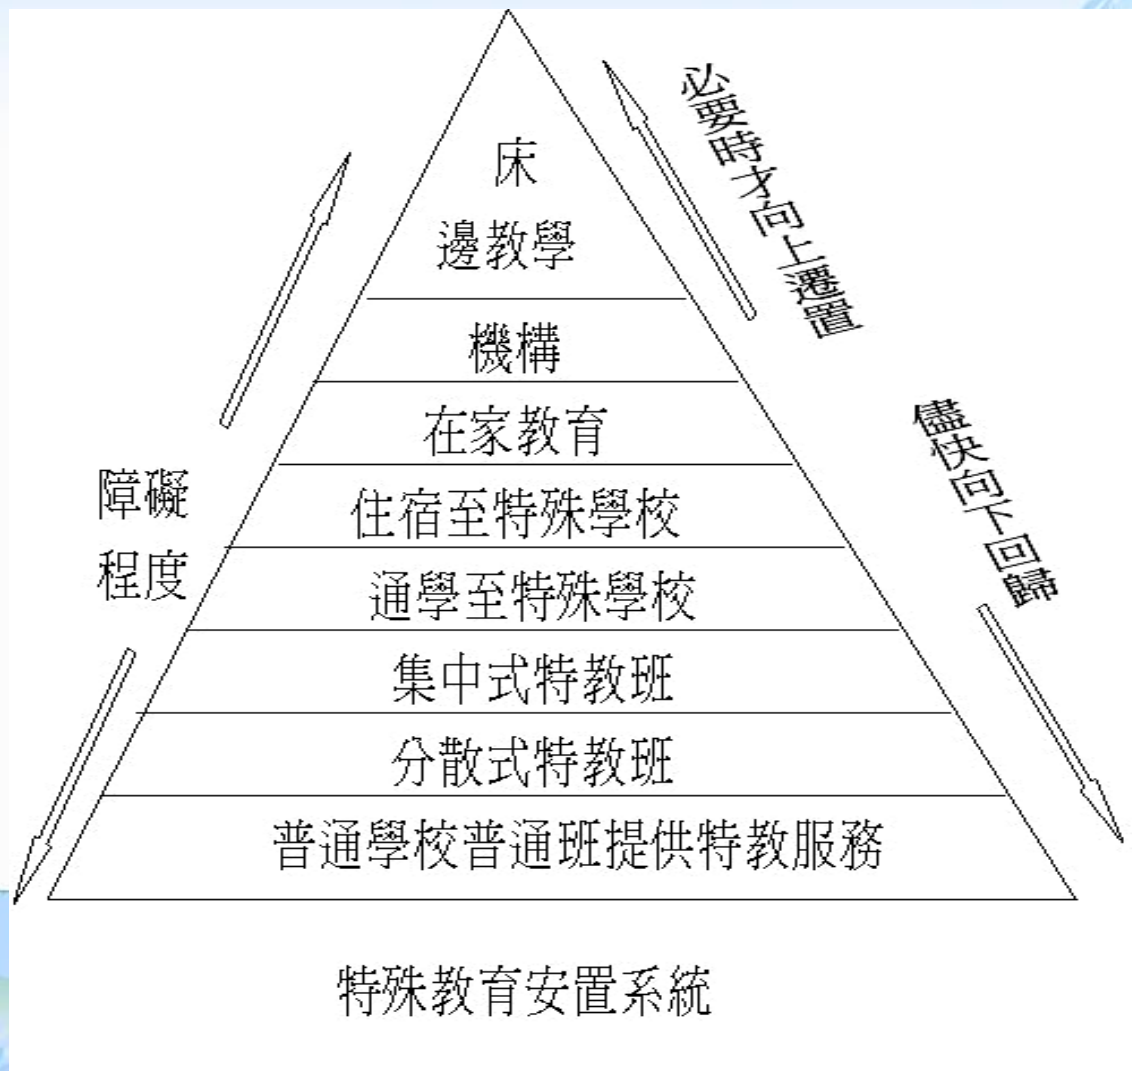 床
邊教學
機構
在家教育
住宿至特殊學校
通學至特殊學校
集中式特教班
分散式特教班
普通學校普通班提供特教服務
障礙
程度
必要時才向上遷置
儘快向下回歸
特殊教育安置系統